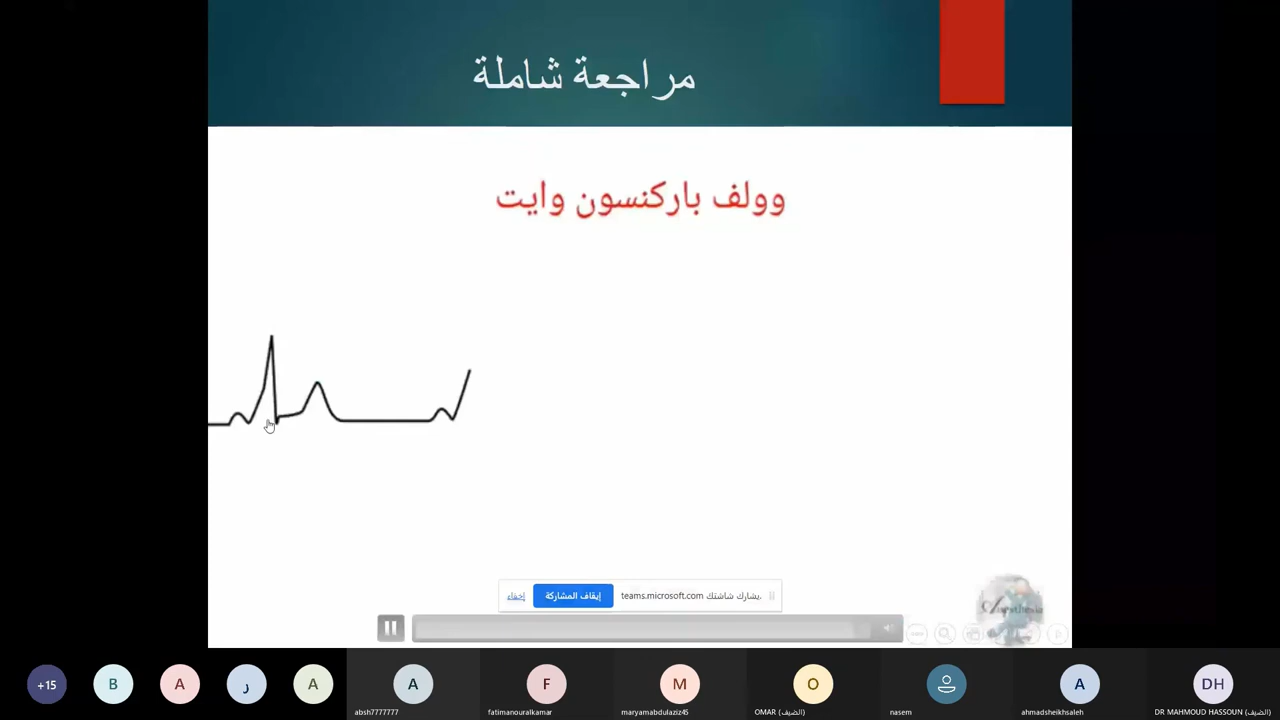 مراجعة شاملة
وولف باركنسون وايت
يشارك شاشتك teams.microsoft.com.
إيقاف المشاركة
إخفاء
Anesthesia
+15
B
A
ر
A
A
F
M
O
A
DH
absh7777777
fatimanouralkamar
maryamabdulaziz45
OMAR (الضيف)
nasem
ahmadsheikhsaleh
DR MAHMOUD HASSOUN (الضيف)